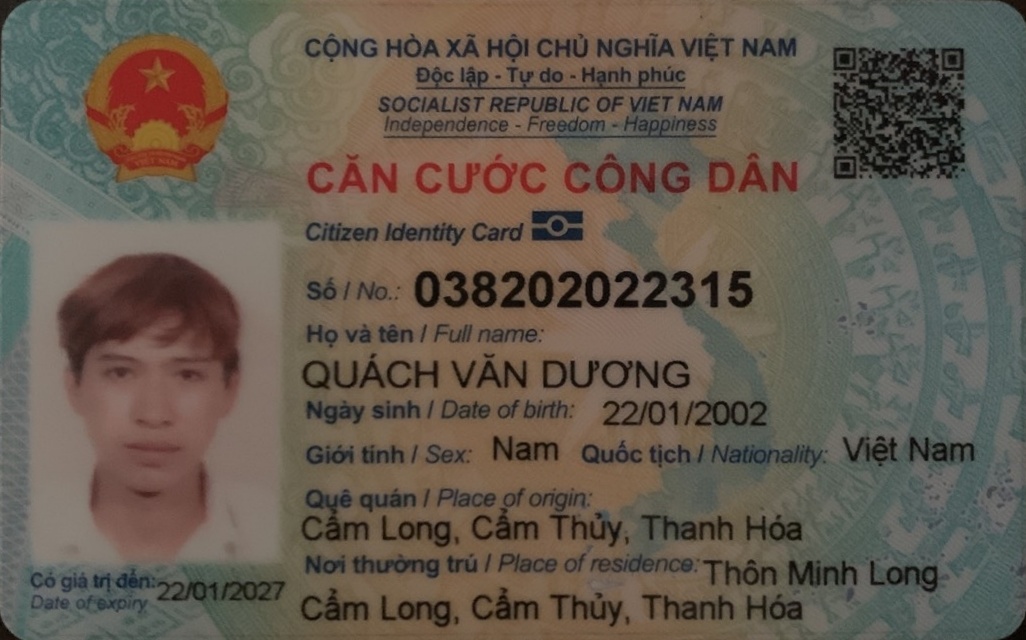 CỘNG HÒA XÃ HỘI CHỦ NGHĨA VIỆT NAM
Độc lập - Tự do - Hạnh phúc
SOCIALIST REPUBLIC OF VIET NAM
Independence - Freedom - Happiness
CĂN CƯỚC CÔNG DÂN
Citizen Identity Card
Số / No.: 038202022315
Họ và tên / Full name:
QUÁCH VĂN DƯƠNG
Ngày sinh / Date of birth: 22/01/2002
Giới tính / Sex: Nam Quốc tịch / Nationality: Việt Nam
Quê quán / Place of origin:
Cẩm Long, Cẩm Thủy, Thanh Hóa
Nơi thường trú / Place of residence: Thôn Minh Long
Cẩm Long, Cẩm Thủy, Thanh Hóa
Có giá trị đến: 22/01/2027
Date of expiry
VIỆT NAM